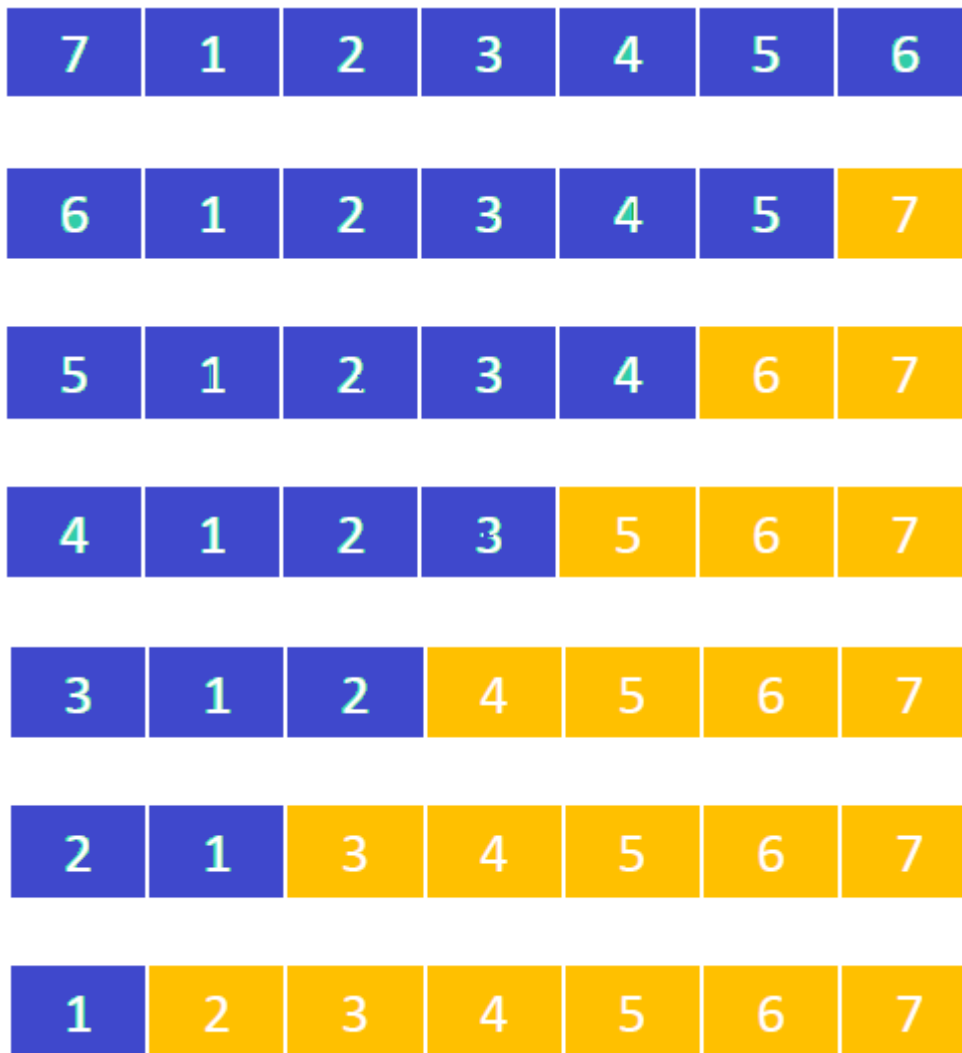 7 1 2 3 4 5 6
6 1 2 3 4 5 7
5 1 2 3 4 6 7
4 1 2 3 5 6 7
3 1 2 4 5 6 7
2 1 3 4 5 6 7
1 2 3 4 5 6 7